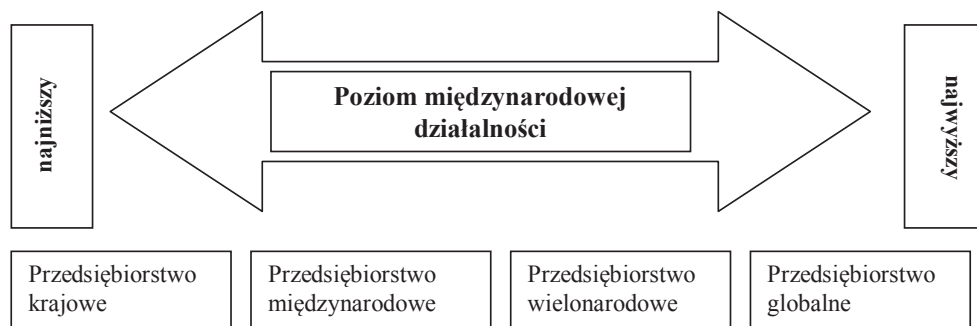 najniższy
Poziom międzynarodowej
działalności
najwyższy
Przedsiębiorstwo
krajowe
Przedsiębiorstwo
międzynarodowe
Przedsiębiorstwo
wielonarodowe
Przedsiębiorstwo
globalne